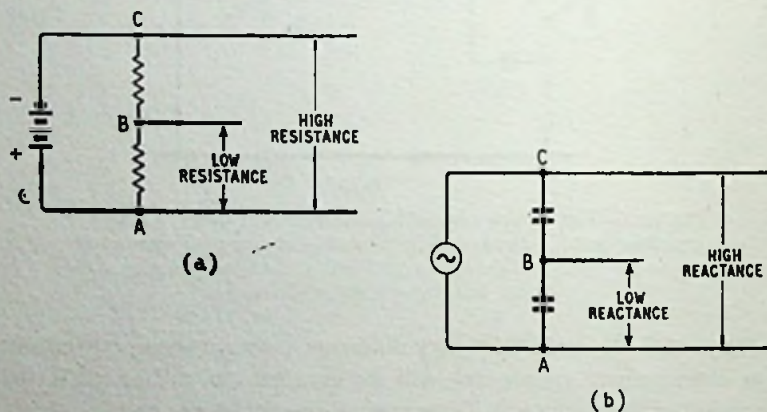 C
-
B
HIGH
RESISTANCE
LOW
RESISTANCE
+
A
(a)
C
B
HIGH
REACTANCE
LOW
REACTANCE
A
(b)